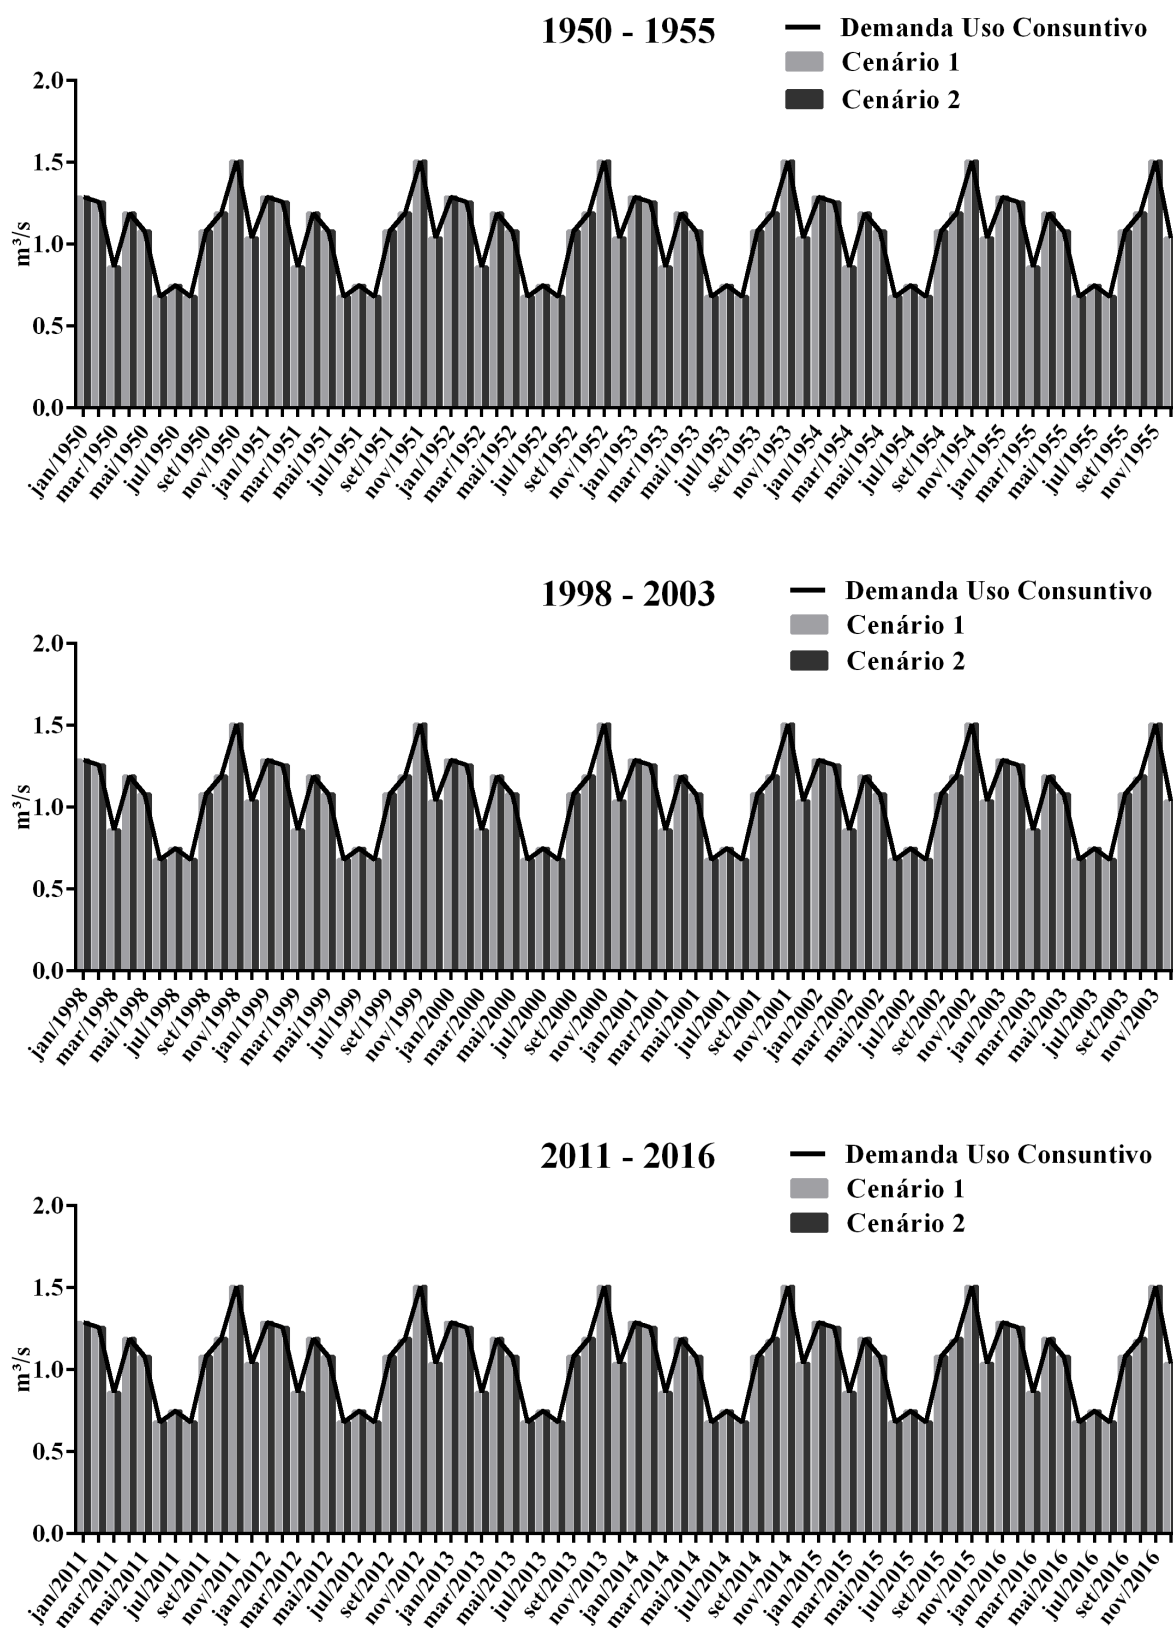 1950 - 1955
Demanda Uso Consuntivo
Cenário 1
Cenário 2
m³/s
2.0
1.5
1.0
0.5
0.0
jan/1950
mar/1950
mai/1950
jul/1950
set/1950
nov/1950
jan/1951
mar/1951
mai/1951
jul/1951
set/1951
nov/1951
jan/1952
mar/1952
mai/1952
jul/1952
set/1952
nov/1952
jan/1953
mar/1953
mai/1953
jul/1953
set/1953
nov/1953
jan/1954
mar/1954
mai/1954
jul/1954
set/1954
nov/1954
jan/1955
mar/1955
mai/1955
jul/1955
set/1955
nov/1955
1998 - 2003
Demanda Uso Consuntivo
Cenário 1
Cenário 2
m³/s
2.0
1.5
1.0
0.5
0.0
jan/1998
mar/1998
mai/1998
jul/1998
set/1998
nov/1998
jan/1999
mar/1999
mai/1999
jul/1999
set/1999
nov/1999
jan/2000
mar/2000
mai/2000
jul/2000
set/2000
nov/2000
jan/2001
mar/2001
mai/2001
jul/2001
set/2001
nov/2001
jan/2002
mar/2002
mai/2002
jul/2002
set/2002
nov/2002
jan/2003
mar/2003
mai/2003
jul/2003
set/2003
nov/2003
2011 - 2016
Demanda Uso Consuntivo
Cenário 1
Cenário 2
m³/s
2.0
1.5
1.0
0.5
0.0
jan/2011
mar/2011
mai/2011
jul/2011
set/2011
nov/2011
jan/2012
mar/2012
mai/2012
jul/2012
set/2012
nov/2012
jan/2013
mar/2013
mai/2013
jul/2013
set/2013
nov/2013
jan/2014
mar/2014
mai/2014
jul/2014
set/2014
nov/2014
jan/2015
mar/2015
mai/2015
jul/2015
set/2015
nov/2015
jan/2016
mar/2016
mai/2016
jul/2016
set/2016
nov/2016